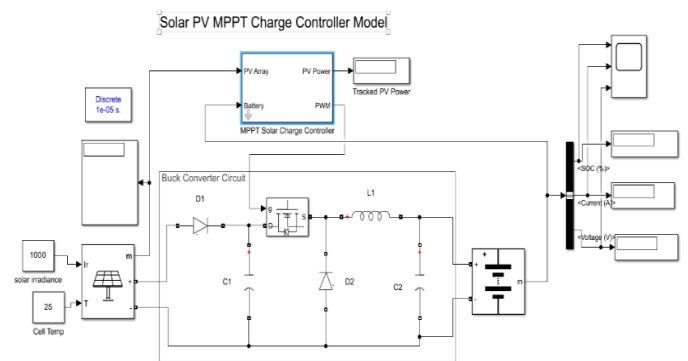 Solar PV MPPT Charge Controller Model
PV Array
PV Power
Battery
PWM
Tracked PV Power
MPPT Solar Charge Controller
Discrete
1e-05 s.
<SOC (%)>
<Current (A)>
<Voltage (V)>
Buck Converter Circuit
D1
g
D
S
L1
C1
D2
C2
1000
solar irradiance
Ir
m
+
-
25
Cell Temp
T
+
+
-
m